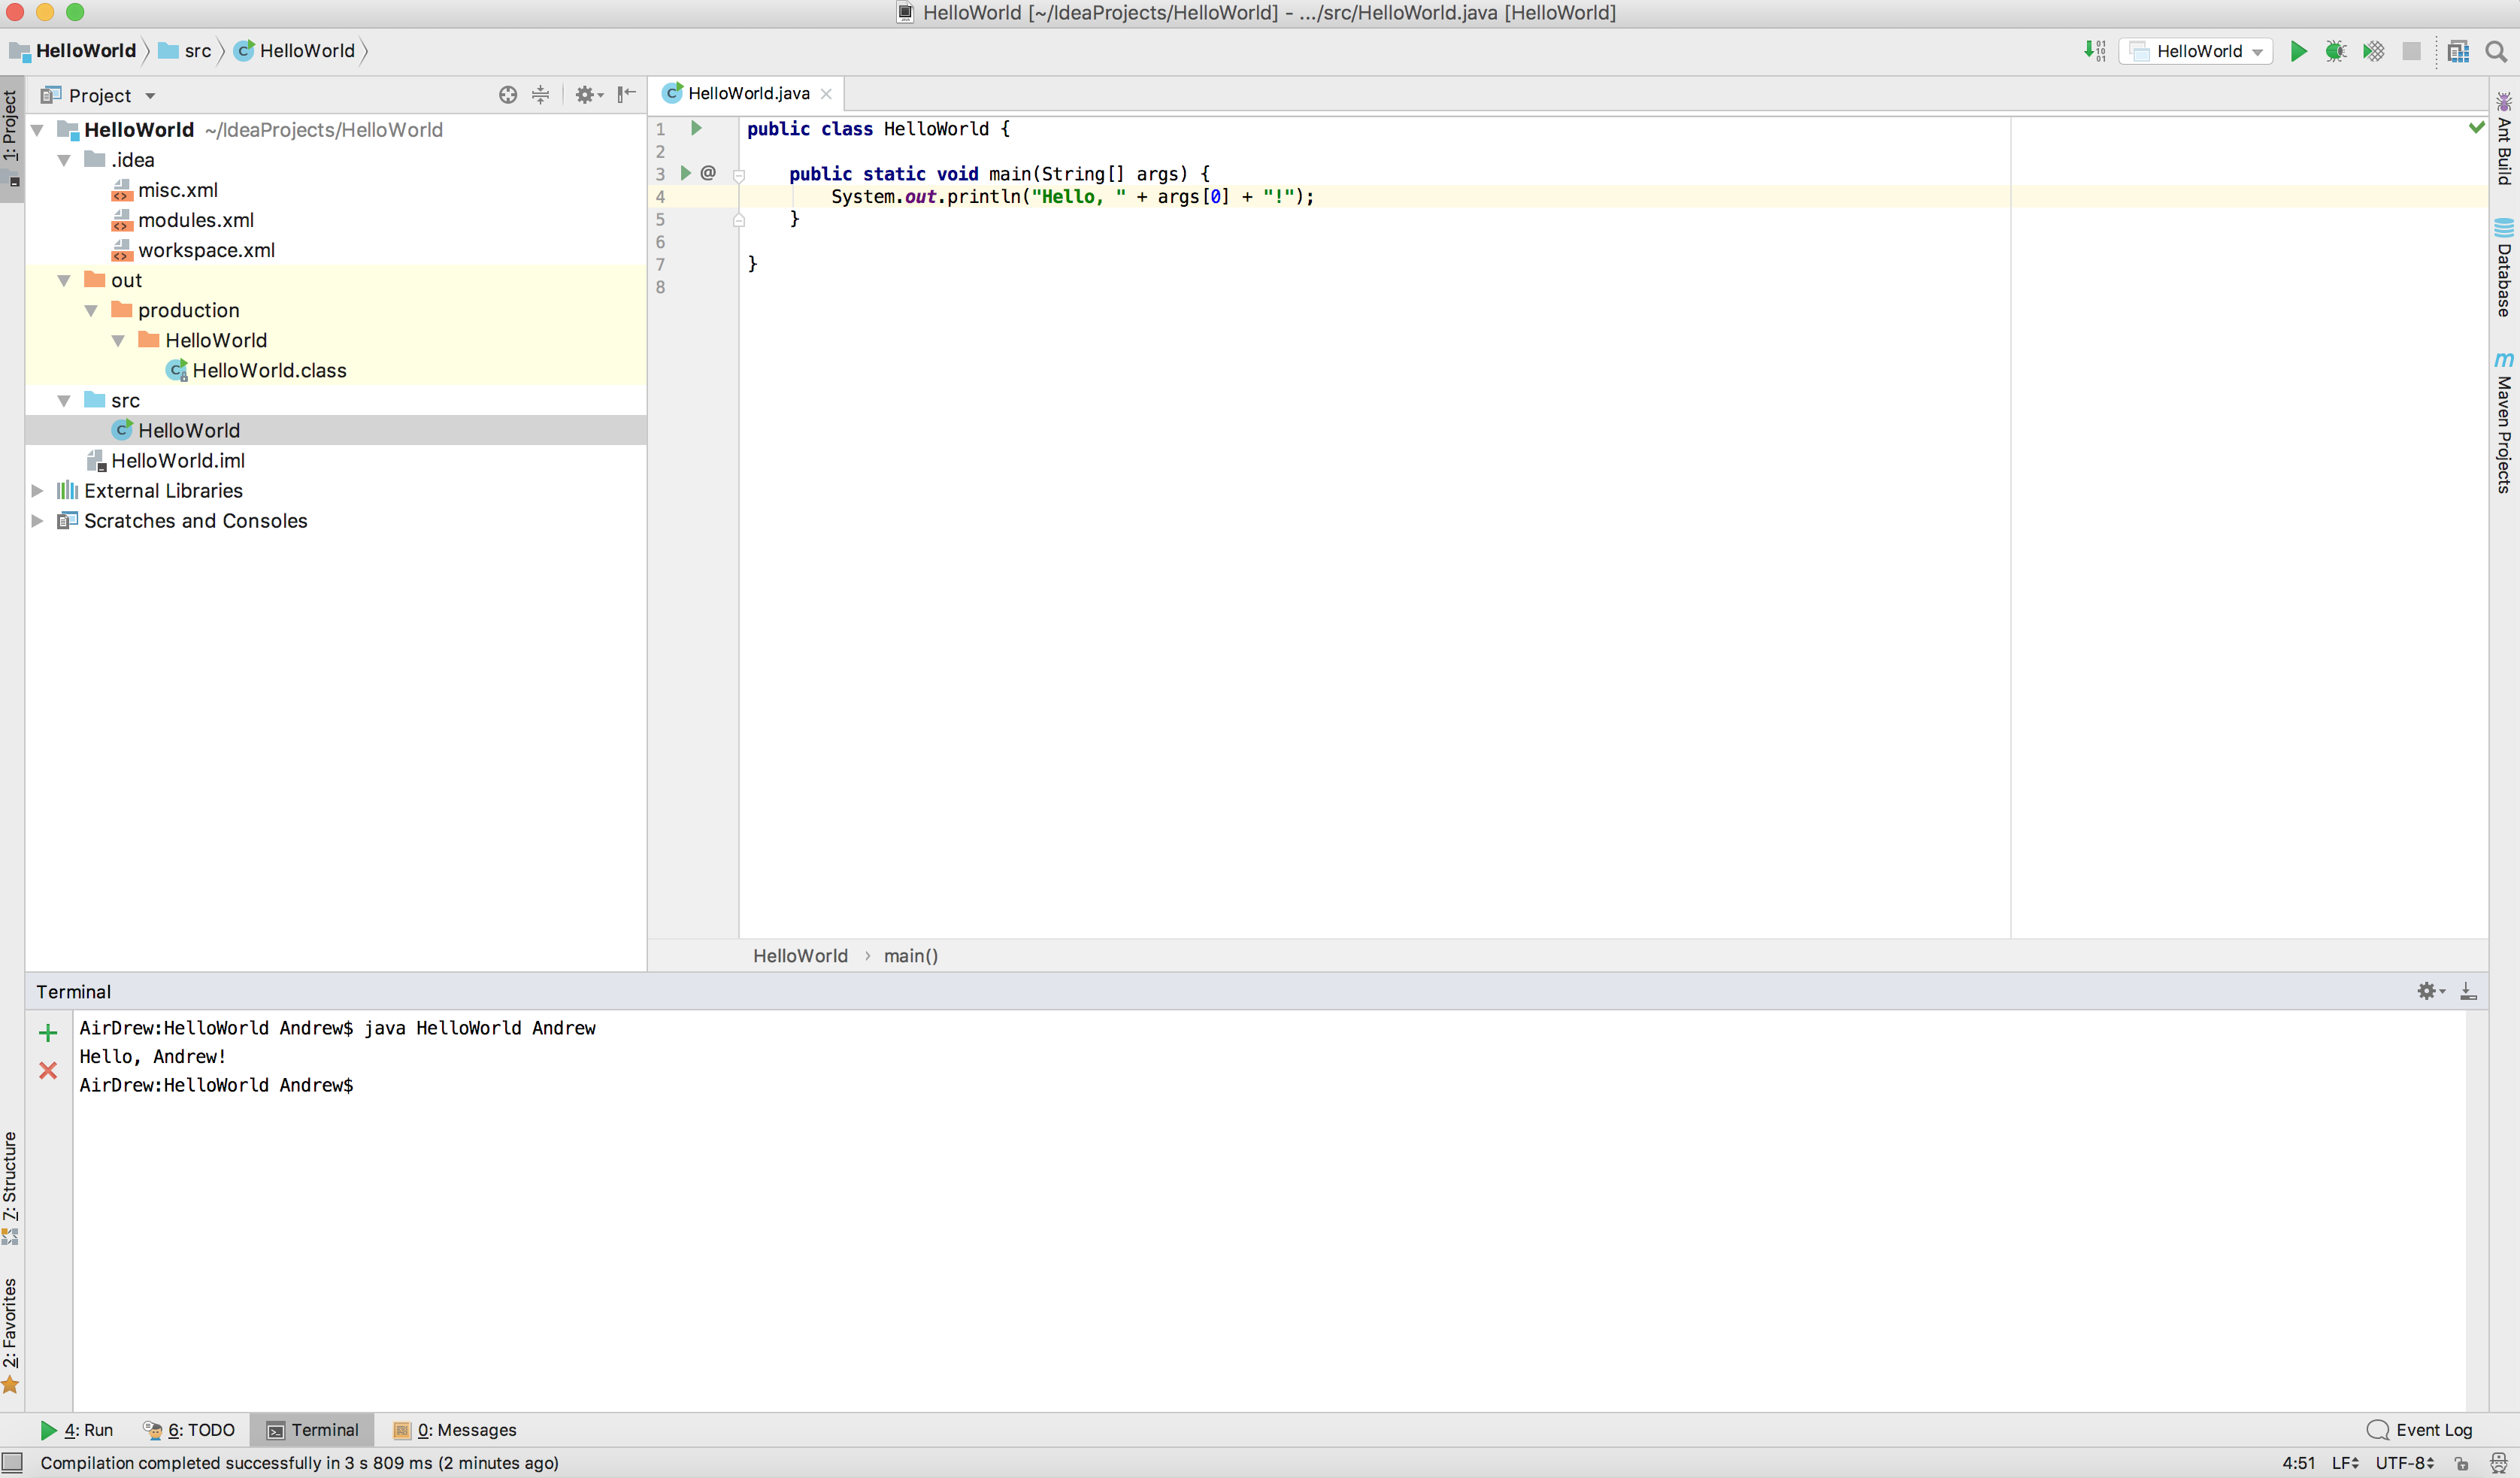 HelloWorld [~/IdeaProjects/HelloWorld] - .../src/HelloWorld.java [HelloWorld]
HelloWorld src HelloWorld
HelloWorld
1: Project
Project
HelloWorld ~/IdeaProjects/HelloWorld
.idea
misc.xml
modules.xml
workspace.xml
out
production
HelloWorld
HelloWorld.class
src
HelloWorld
HelloWorld.iml
External Libraries
Scratches and Consoles
HelloWorld.java
1 public class HelloWorld {
2
3 @ public static void main(String[] args) {
4 System.out.println("Hello, " + args[0] + "!");
5 }
6
7 }
8
HelloWorld › main()
Ant Build
Database
m Maven Projects
Terminal
AirDrew:HelloWorld Andrew$ java HelloWorld Andrew
Hello, Andrew!
AirDrew:HelloWorld Andrew$
7: Structure
2: Favorites
4: Run 6: TODO Terminal 0: Messages Event Log
Compilation completed successfully in 3 s 809 ms (2 minutes ago) 4:51 LF UTF-8